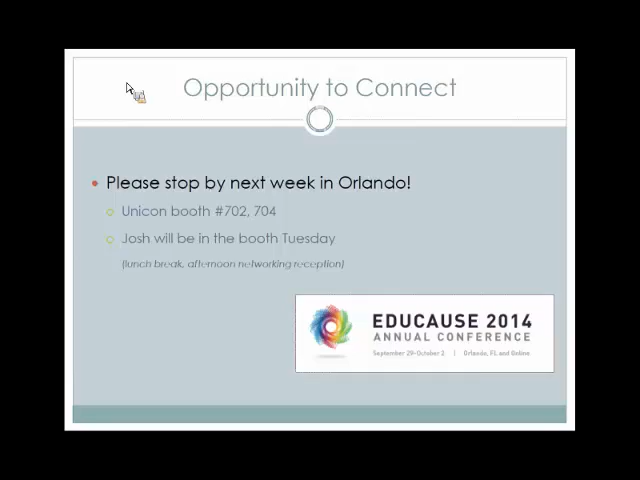 Opportunity to Connect
Please stop by next week in Orlando!
Unicon booth #702, 704
Josh will be in the booth Tuesday
(lunch break, afternoon networking reception)
EDUCAUSE 2014
ANNUAL CONFERENCE
September 29-October 2 | Orlando, FL and Online